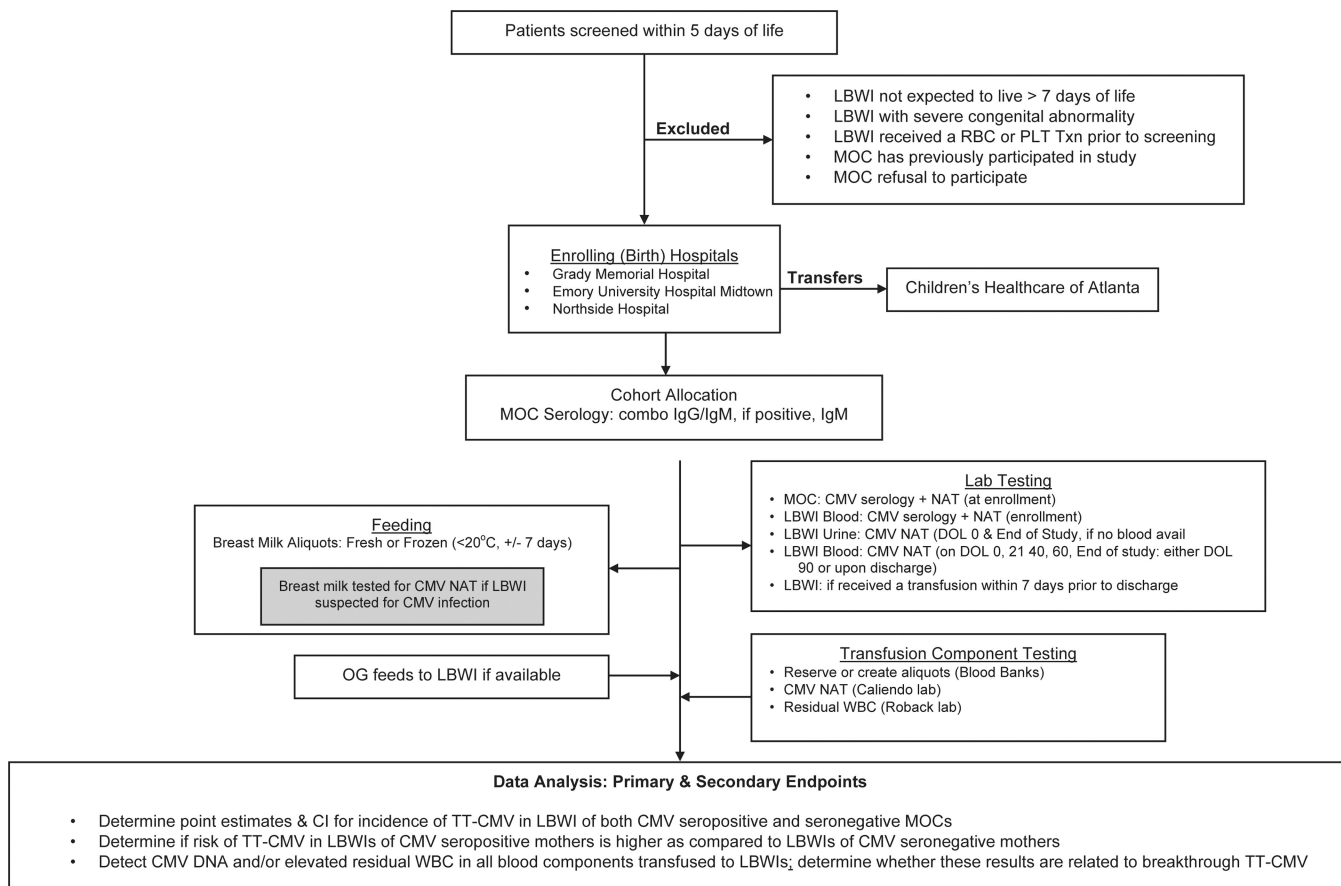 Patients screened within 5 days of life
Excluded
• LBWI not expected to live > 7 days of life
• LBWI with severe congenital abnormality
• LBWI received a RBC or PLT Txn prior to screening
• MOC has previously participated in study
• MOC refusal to participate
Enrolling (Birth) Hospitals
• Grady Memorial Hospital
• Emory University Hospital Midtown
• Northside Hospital
Transfers
Children's Healthcare of Atlanta
Cohort Allocation
MOC Serology: combo IgG/IgM, if positive, IgM
Lab Testing
• MOC: CMV serology + NAT (at enrollment)
• LBWI Blood: CMV serology + NAT (enrollment)
• LBWI Urine: CMV NAT (DOL 0 & End of Study, if no blood avail
• LBWI Blood: CMV NAT (on DOL 0, 21 40, 60, End of study: either DOL
90 or upon discharge)
• LBWI: if received a transfusion within 7 days prior to discharge
Feeding
Breast Milk Aliquots: Fresh or Frozen (<20°C, +/- 7 days)
Breast milk tested for CMV NAT if LBWI
suspected for CMV infection
OG feeds to LBWI if available
Transfusion Component Testing
• Reserve or create aliquots (Blood Banks)
• CMV NAT (Caliendo lab)
• Residual WBC (Roback lab)
Data Analysis: Primary & Secondary Endpoints
• Determine point estimates & CI for incidence of TT-CMV in LBWI of both CMV seropositive and seronegative MOCs
• Determine if risk of TT-CMV in LBWIs of CMV seropositive mothers is higher as compared to LBWIs of CMV seronegative mothers
• Detect CMV DNA and/or elevated residual WBC in all blood components transfused to LBWIs; determine whether these results are related to breakthrough TT-CMV